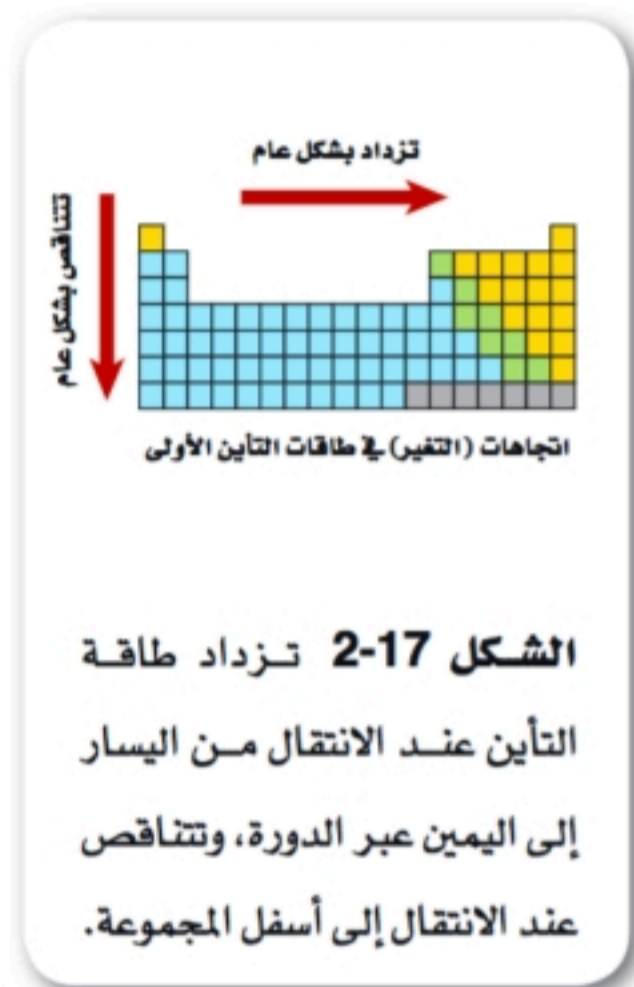 تزداد بشكل عام
تتناقص بشكل عام
اتجاهات (التغير) في طاقات التأين الأولى
الشكل 17-2 تزداد طاقة
التأين عند الانتقال من اليسار
إلى اليمين عبر الدورة، وتتناقص
عند الانتقال إلى أسفل المجموعة.